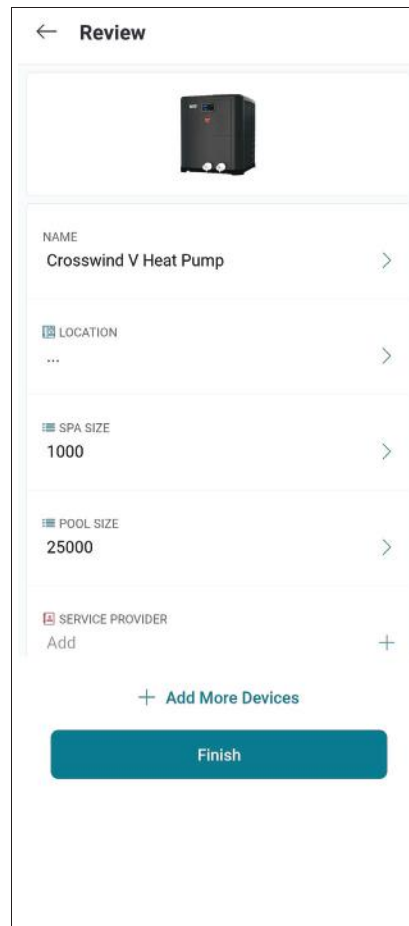 Review
NAME
Crosswind V Heat Pump
LOCATION
...
SPA SIZE
1000
POOL SIZE
25000
SERVICE PROVIDER
Add
Add More Devices
Finish